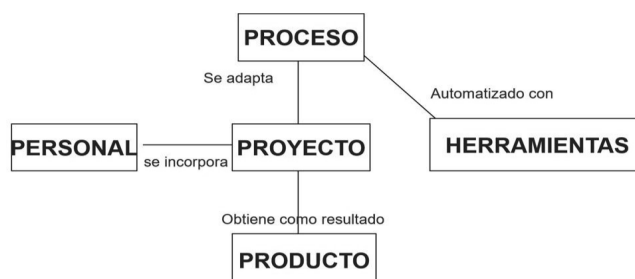 PROCESO
Se adapta
Automatizado con
PERSONAL
se incorpora
PROYECTO
HERRAMIENTAS
Obtiene como resultado
PRODUCTO